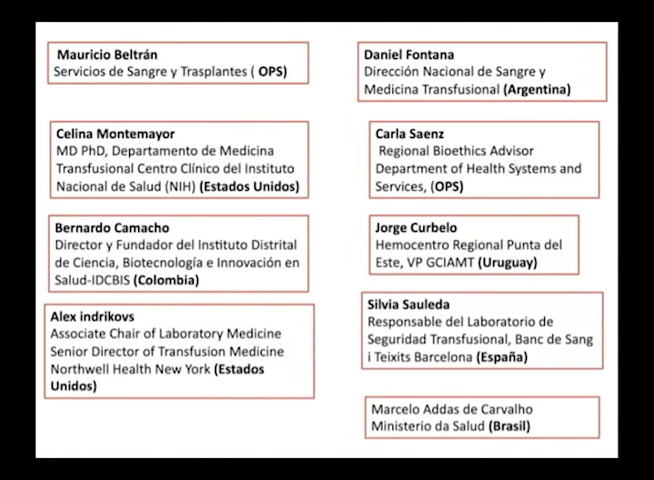 Mauricio Beltrán
Servicios de Sangre y Trasplantes ( OPS)
Celina Montemayor
MD PhD, Departamento de Medicina
Transfusional Centro Clínico del Instituto
Nacional de Salud (NIH) (Estados Unidos)
Bernardo Camacho
Director y Fundador del Instituto Distrital
de Ciencia, Biotecnología e Innovación en
Salud-IDCBIS (Colombia)
Alex indrikovs
Associate Chair of Laboratory Medicine
Senior Director of Transfusion Medicine
Northwell Health New York (Estados
Unidos)
Daniel Fontana
Dirección Nacional de Sangre y
Medicina Transfusional (Argentina)
Carla Saenz
Regional Bioethics Advisor
Department of Health Systems and
Services, (OPS)
Jorge Curbelo
Hemocentro Regional Punta del
Este, VP GCIAMT (Uruguay)
Silvia Sauleda
Responsable del Laboratorio de
Seguridad Transfusional, Banc de Sang
i Teixits Barcelona (España)
Marcelo Addas de Carvalho
Ministerio da Salud (Brasil)